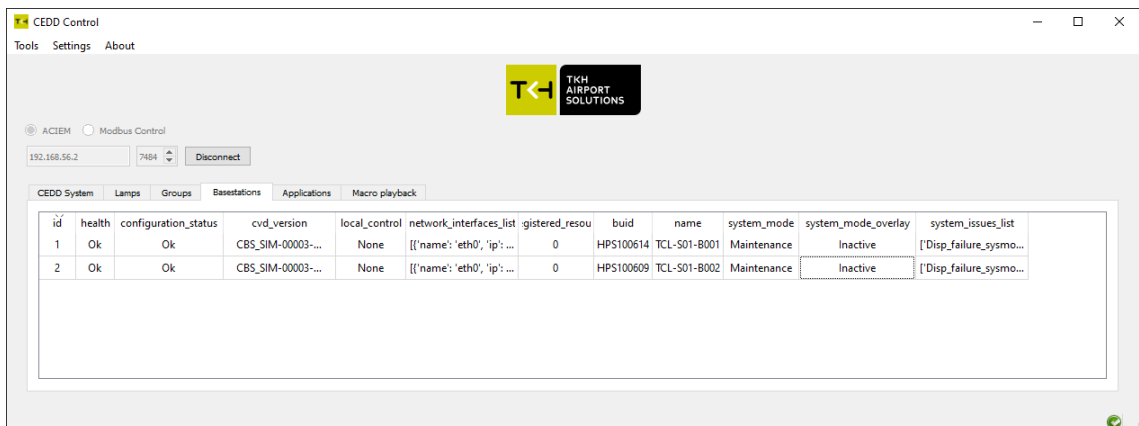 CEDD Control
Tools Settings About
TKH
TKH
AIRPORT
SOLUTIONS
ACIEM Modbus Control
192.168.56.2 7484 Disconnect
CEDD System Lamps Groups Basestations Applications Macro playback
id health configuration_status cvd_version local_control network_interfaces_list gistered_resou buid name system_mode system_mode_overlay system_issues_list
1 Ok Ok CBS_SIM-00003-... None [{'name': 'eth0', 'ip': ... 0 HPS100614 TCL-S01-B001 Maintenance Inactive ['Disp_failure_sysmo...
2 Ok Ok CBS_SIM-00003-... None [{'name': 'eth0', 'ip': ... 0 HPS100609 TCL-S01-B002 Maintenance Inactive ['Disp_failure_sysmo...